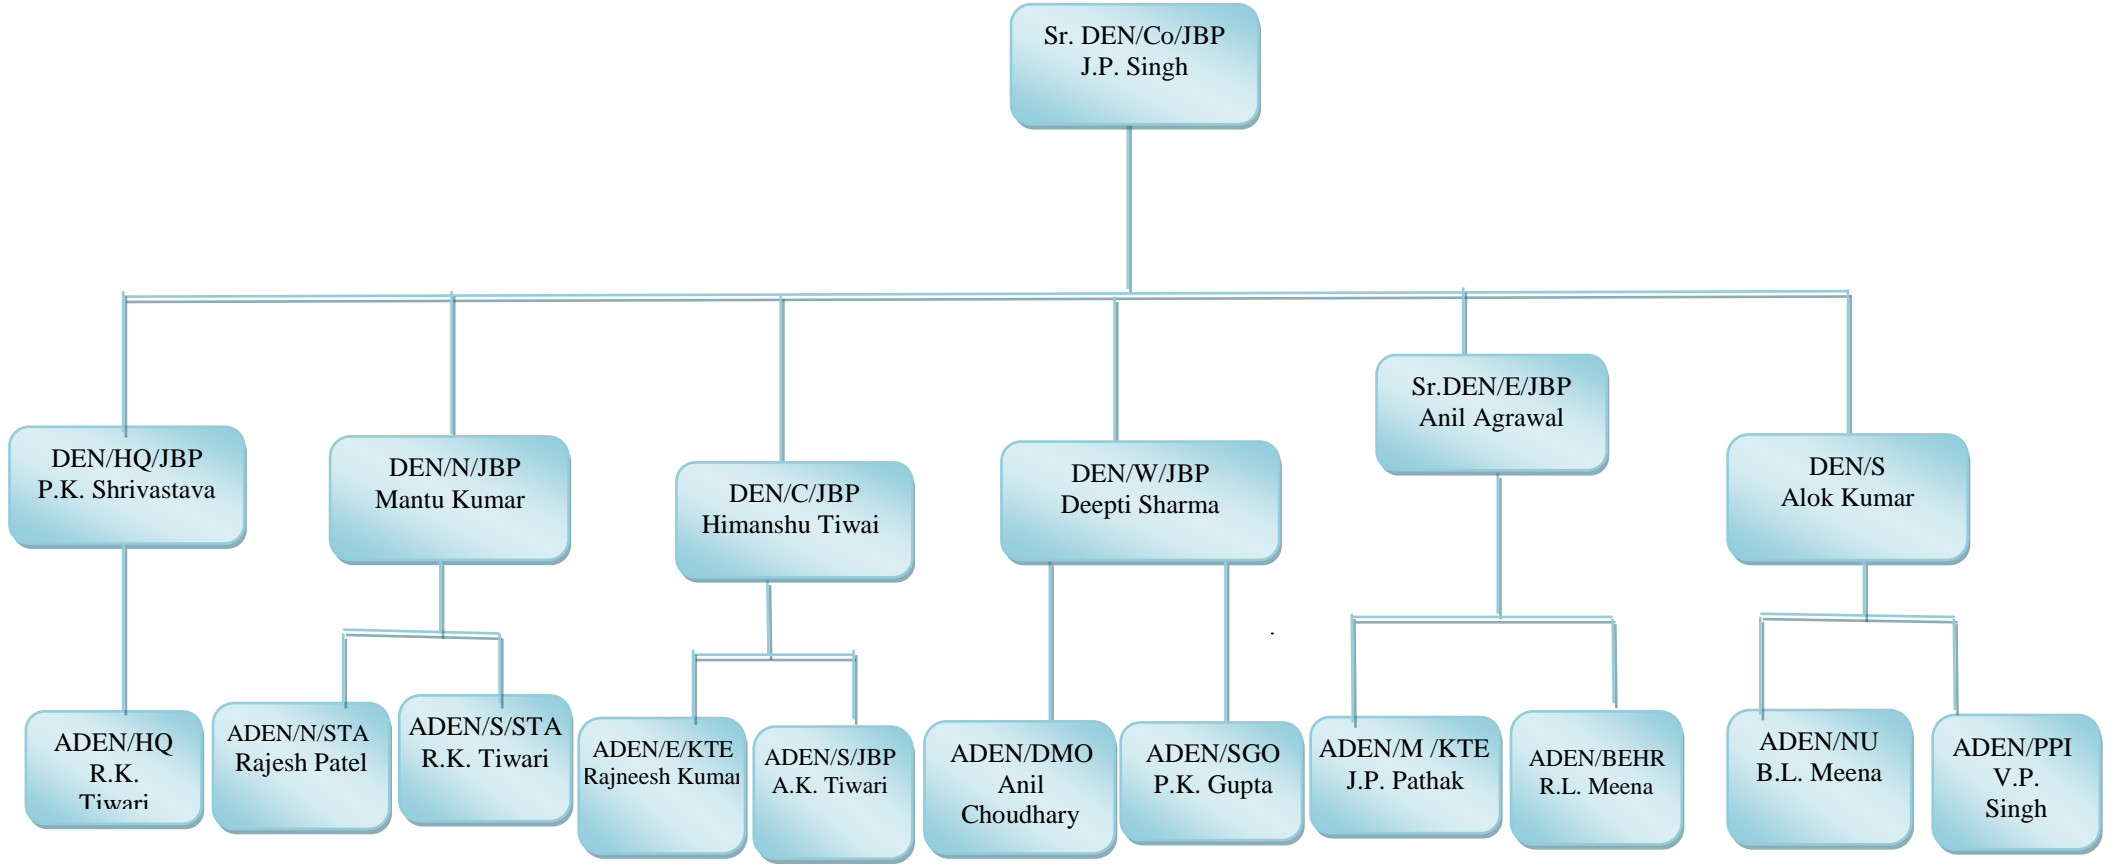 Sr. DEN/Co/JBP
J.P. Singh
Sr.DEN/E/JBP
Anil Agrawal
DEN/HQ/JBP
P.K. Shrivastava
DEN/N/JBP
Mantu Kumar
DEN/C/JBP
Himanshu Tiwai
DEN/W/JBP
Deepti Sharma
DEN/S
Alok Kumar
ADEN/HQ
R.K.
Tiwari
ADEN/N/STA
Rajesh Patel
ADEN/S/STA
R.K. Tiwari
ADEN/E/KTE
Rajneesh Kumar
ADEN/S/JBP
A.K. Tiwari
ADEN/DMO
Anil
Choudhary
ADEN/SGO
P.K. Gupta
ADEN/M /KTE
J.P. Pathak
ADEN/BEHR
R.L. Meena
ADEN/NU
B.L. Meena
ADEN/PPI
V.P.
Singh